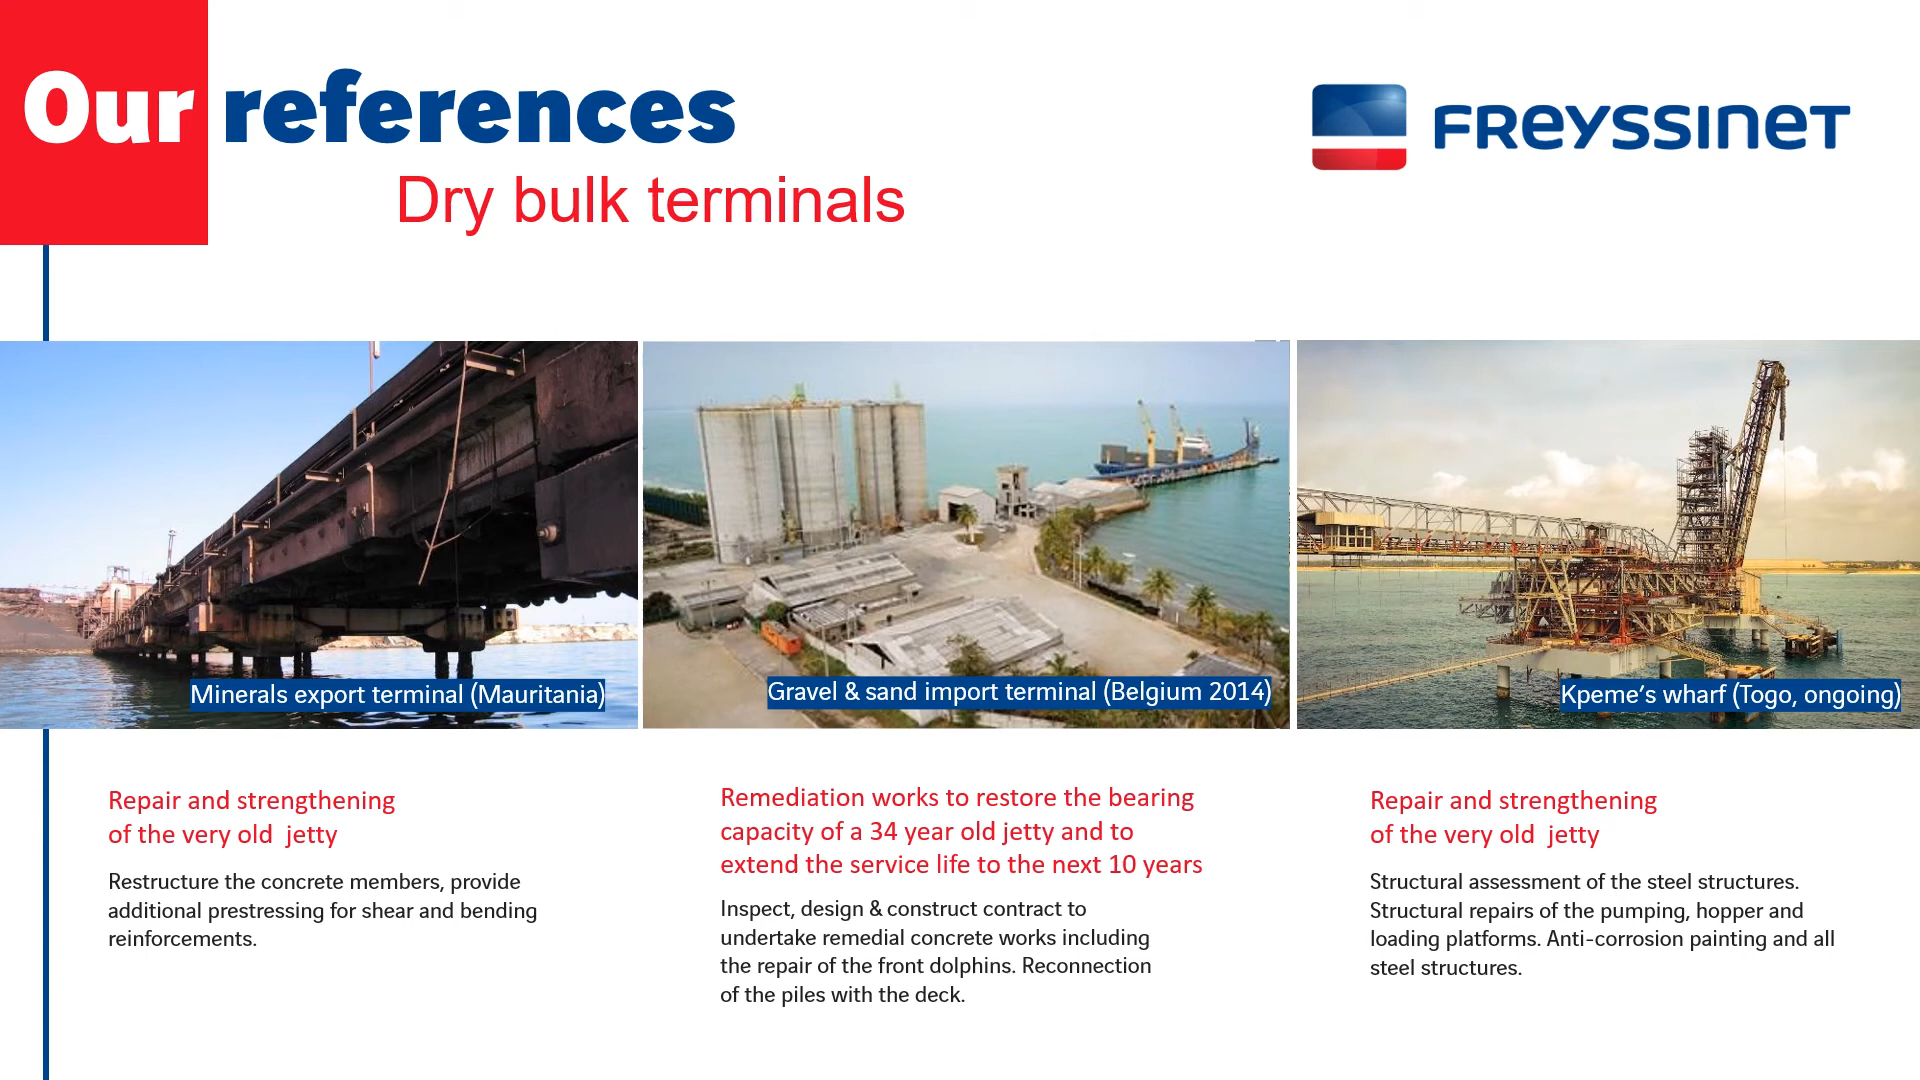 Our references
FREYSSINET
Dry bulk terminals
Minerals export terminal (Mauritania)
Gravel & sand import terminal (Belgium 2014)
Kpeme's wharf (Togo, ongoing)
Repair and strengthening
of the very old  jetty
Restructure the concrete members, provide
additional prestressing for shear and bending
reinforcements.
Remediation works to restore the bearing
capacity of a 34 year old jetty and to
extend the service life to the next 10 years
Inspect, design & construct contract to
undertake remedial concrete works including
the repair of the front dolphins. Reconnection
of the piles with the deck.
Repair and strengthening
of the very old  jetty
Structural assessment of the steel structures.
Structural repairs of the pumping, hopper and
loading platforms. Anti-corrosion painting and all
steel structures.